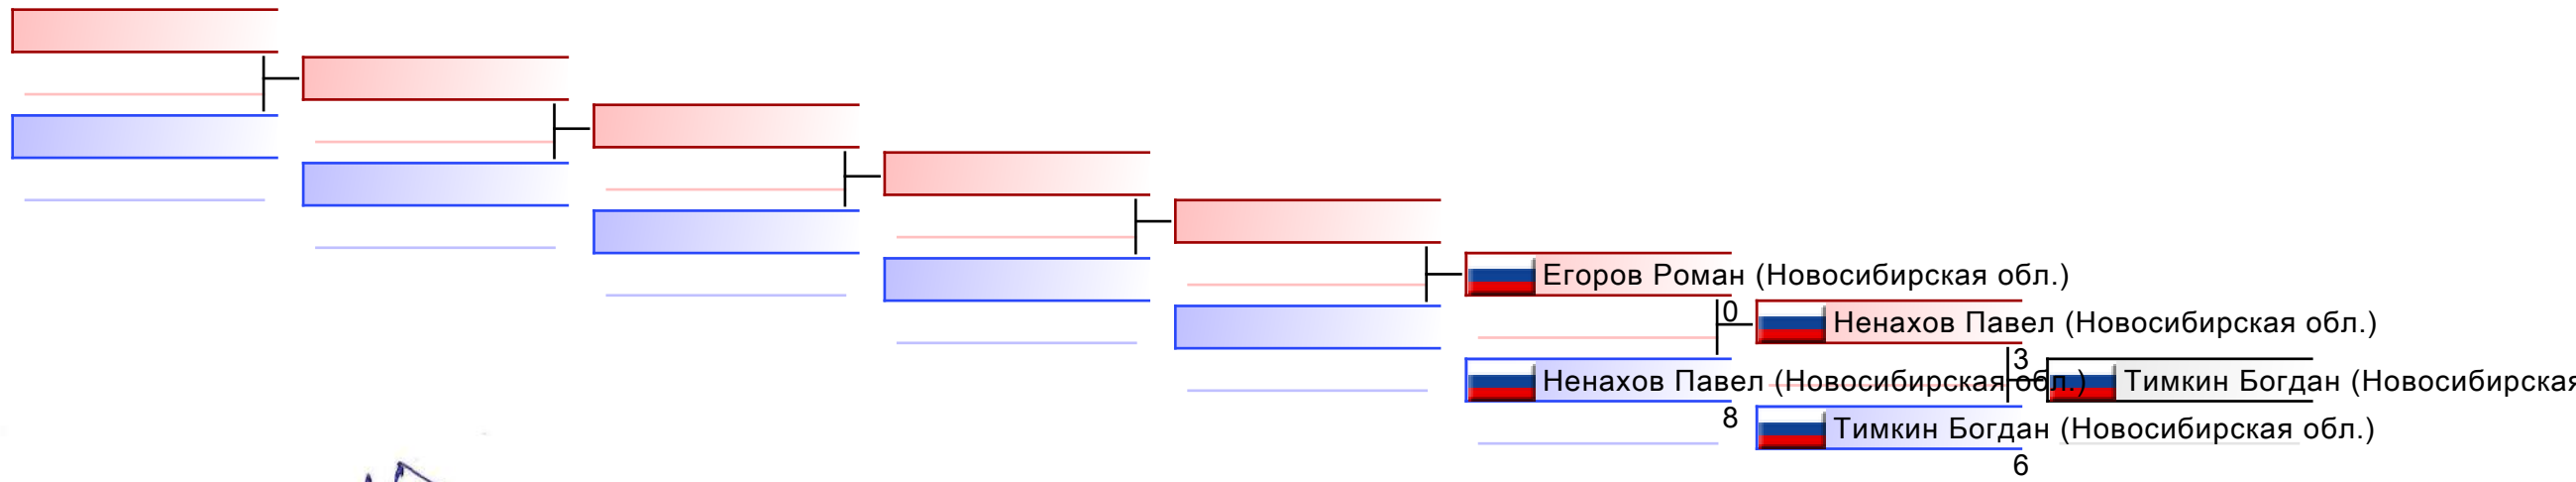 Егоров Роман (Новосибирская обл.)
0
Ненахов Павел (Новосибирская обл.)
3
Ненахов Павел (Новосибирская обл.)
Тимкин Богдан (Новосибирская
8
Тимкин Богдан (Новосибирская обл.)
6